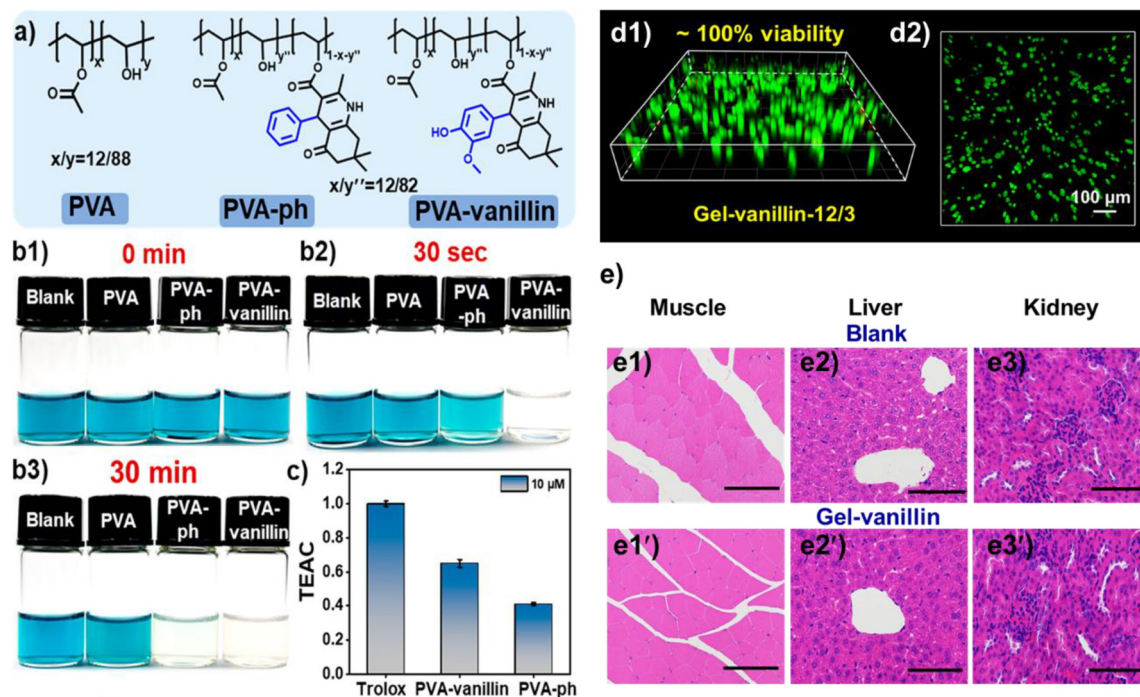 a)
x
OH
y
O
O
x/y=12/88
PVA
x
OH
y''
1-x-y''
O
O
O
O
NH
O
x/y''=12/82
PVA-ph
x
OH
y''
1-x-y''
O
O
O
O
NH
HO
O
O
PVA-vanillin
b1)
0 min
Blank
PVA
PVA-
ph
PVA-
vanillin
b2)
30 sec
Blank
PVA
PVA
-ph
PVA-
vanillin
b3)
30 min
Blank
PVA
PVA-
ph
PVA-
vanillin
c)
10 µM
TEAC
1.2
1.0
0.8
0.6
0.4
0.2
0.0
Trolox
PVA-vanillin
PVA-ph
d1)
~ 100% viability
Gel-vanillin-12/3
d2)
100 µm
e)
Muscle
Liver
Kidney
Blank
e1)
e2)
e3)
Gel-vanillin
e1′)
e2′)
e3′)